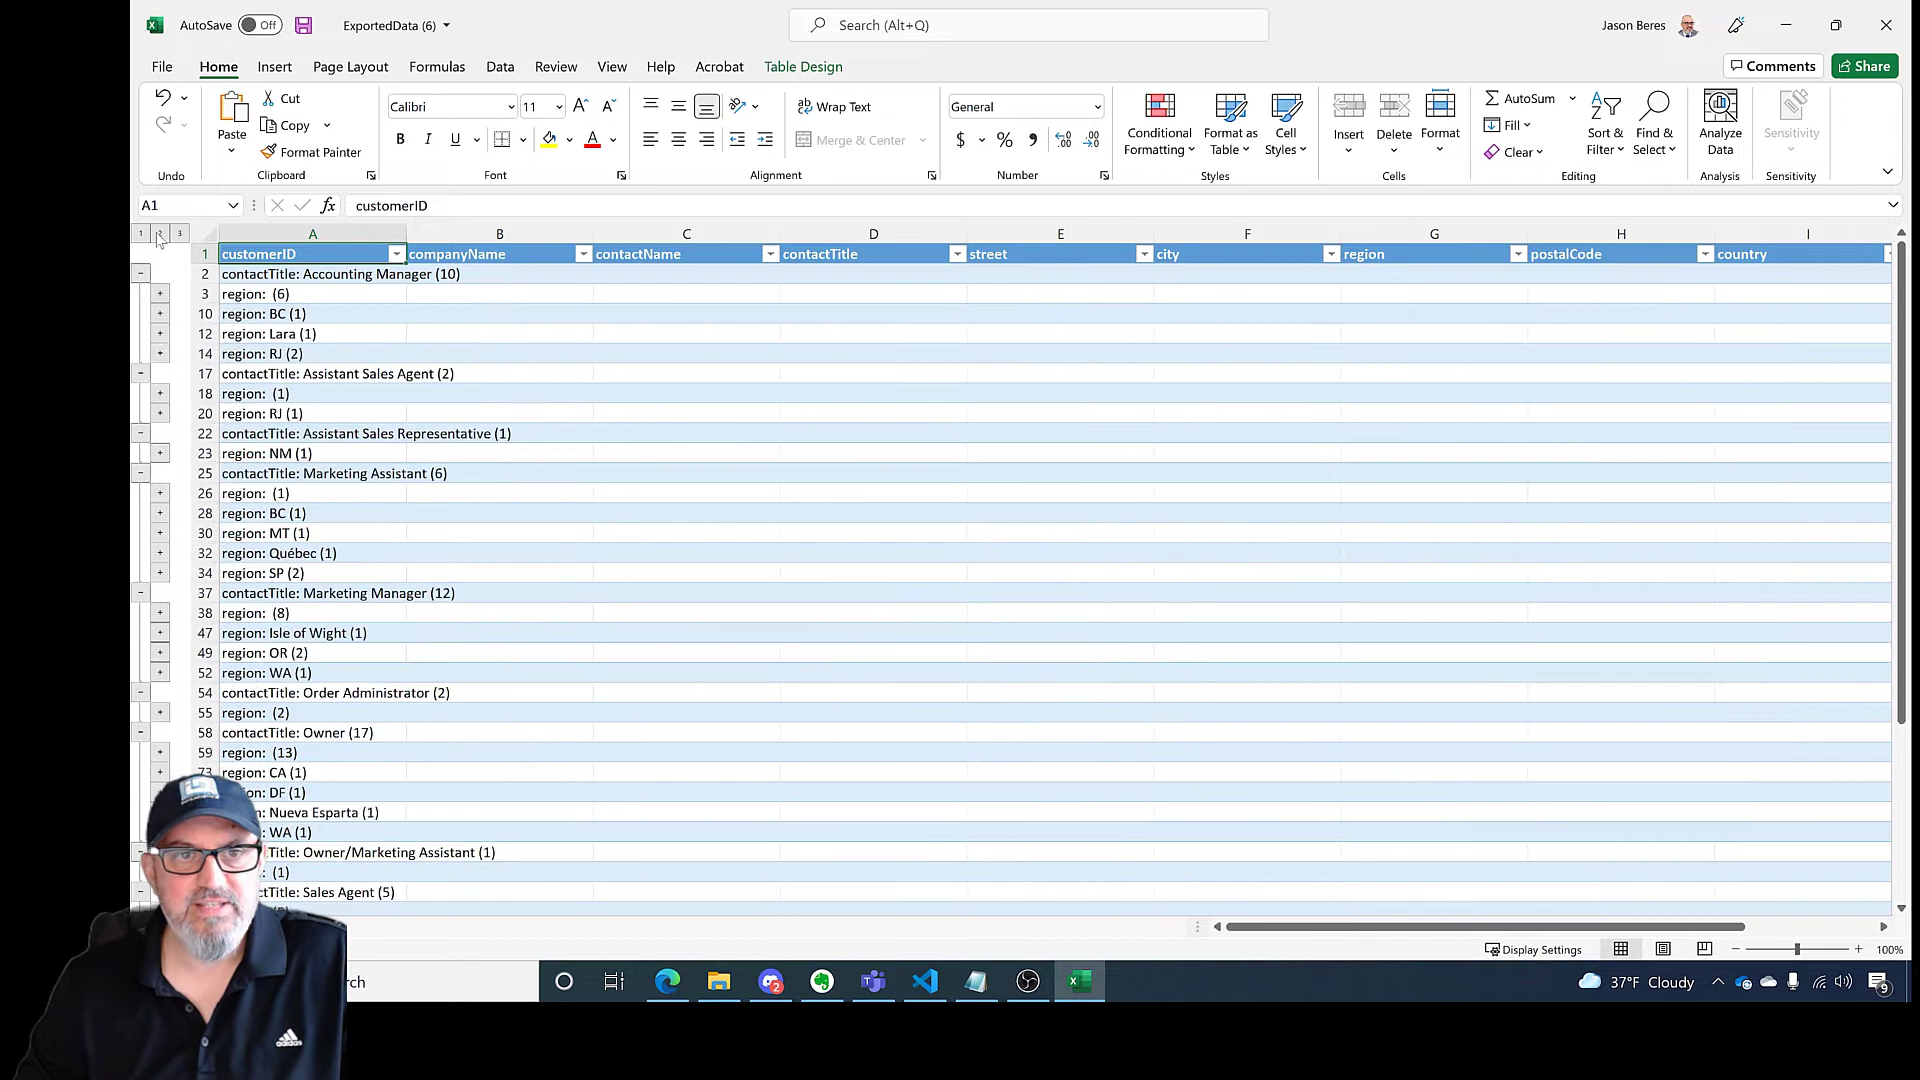 AutoSave Off ExportedData (6) Search (Alt+Q) Jason Beres
File Home Insert Page Layout Formulas Data Review View Help Acrobat Table Design Comments Share
Paste Cut Copy Format Painter
Calibri 11 B I U
Wrap Text Merge & Center
General $ % 9
Conditional Formatting Format as Table Cell Styles
Insert Delete Format
AutoSum Fill Clear
Sort & Filter Find & Select
Analyze Data Sensitivity
Undo Clipboard Font Alignment Number Styles Cells Editing Analysis Sensitivity
A1 fx customerID
1 2 3 A B C D E F G H I
1 customerID companyName contactName contactTitle street city region postalCode country
2 contactTitle: Accounting Manager (10)
3 region: (6)
10 region: BC (1)
12 region: Lara (1)
14 region: RJ (2)
17 contactTitle: Assistant Sales Agent (2)
18 region: (1)
20 region: RJ (1)
22 contactTitle: Assistant Sales Representative (1)
23 region: NM (1)
25 contactTitle: Marketing Assistant (6)
26 region: (1)
28 region: BC (1)
30 region: MT (1)
32 region: Québec (1)
34 region: SP (2)
37 contactTitle: Marketing Manager (12)
38 region: (8)
47 region: Isle of Wight (1)
49 region: OR (2)
52 region: WA (1)
54 contactTitle: Order Administrator (2)
55 region: (2)
58 contactTitle: Owner (17)
59 region: (13)
73 region: CA (1)
DF (1)
Nueva Esparta (1)
: WA (1)
Title: Owner/Marketing Assistant (1)
: (1)
ctTitle: Sales Agent (5)
Display Settings 100%
rch 2 37°F Cloudy 9